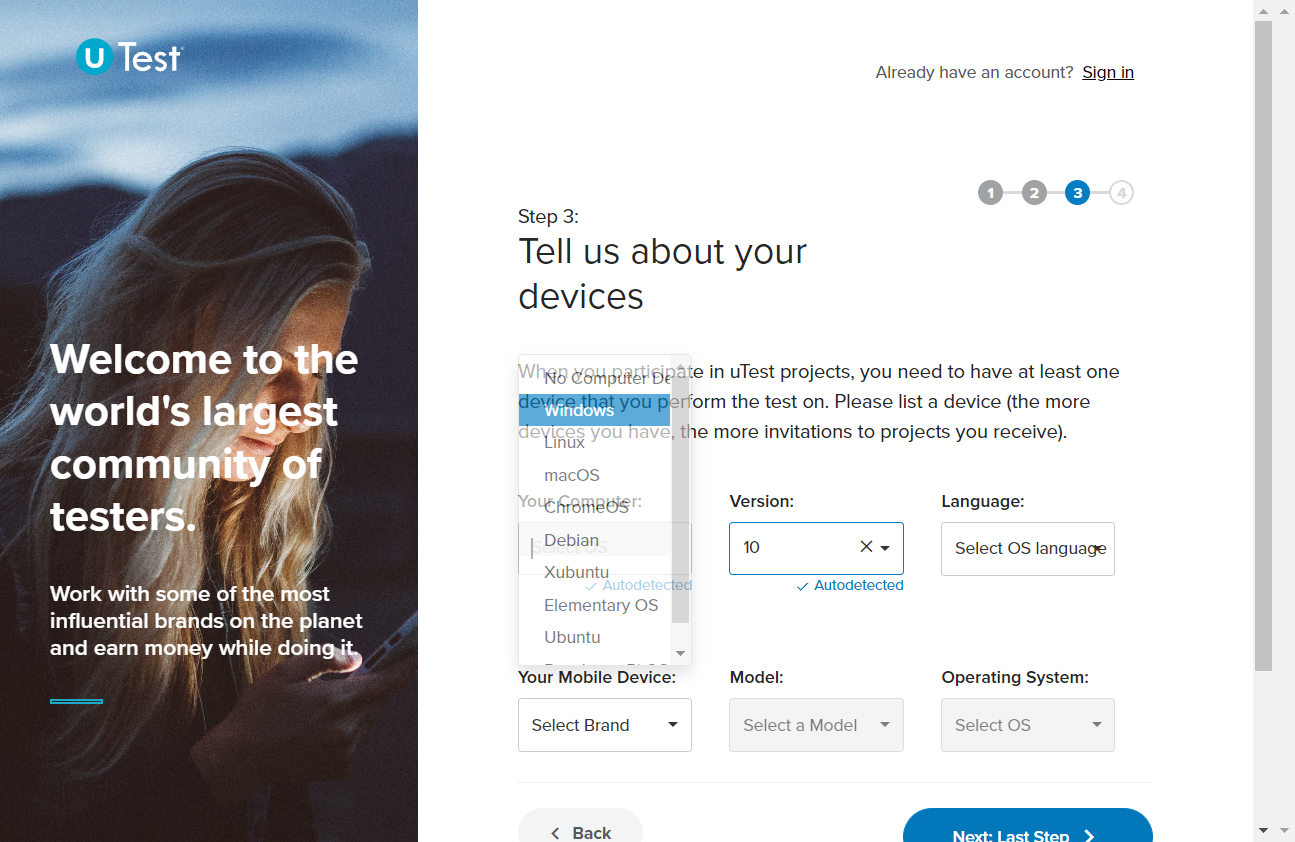 U Test
Already have an account? Sign in
1 2 3 4
Step 3:
Tell us about your
devices
Welcome to the
world's largest
community of
testers.
Work with some of the most
influential brands on the planet
and earn money while doing it.
When you participate in uTest projects, you need to have at least one
device that you perform the test on. Please list a device (the more
devices you have, the more invitations to projects you receive).
No Computer De
Windows
Linux
macOS
ChromeOS
Debian
Xubuntu
Elementary OS
Ubuntu
Your Computer:
Select OS
Autodetected
Version:
10
Autodetected
Language:
Select OS language
Your Mobile Device:
Select Brand
Model:
Select a Model
Operating System:
Select OS
Back
Next: Last Step